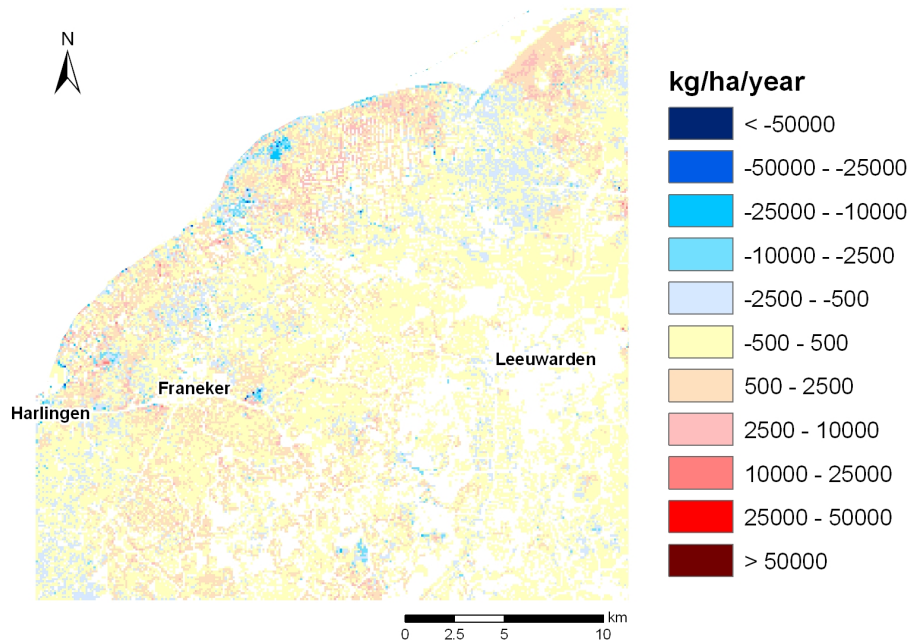 N
kg/ha/year
< -50000
-50000 - -25000
-25000 - -10000
-10000 - -2500
-2500 - -500
-500 - 500
500 - 2500
2500 - 10000
10000 - 25000
25000 - 50000
> 50000
Leeuwarden
Franeker
Harlingen
km
0 2.5 5 10